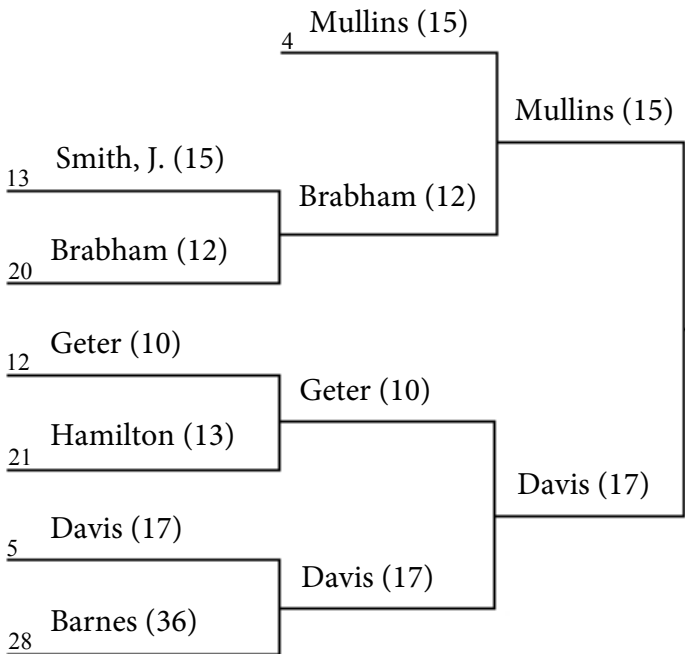 Mullins (15)
4
Mullins (15)
Smith, J. (15)
13
Brabham (12)
Brabham (12)
20
Geter (10)
12
Geter (10)
Hamilton (13)
21
Davis (17)
Davis (17)
5
Davis (17)
Barnes (36)
28